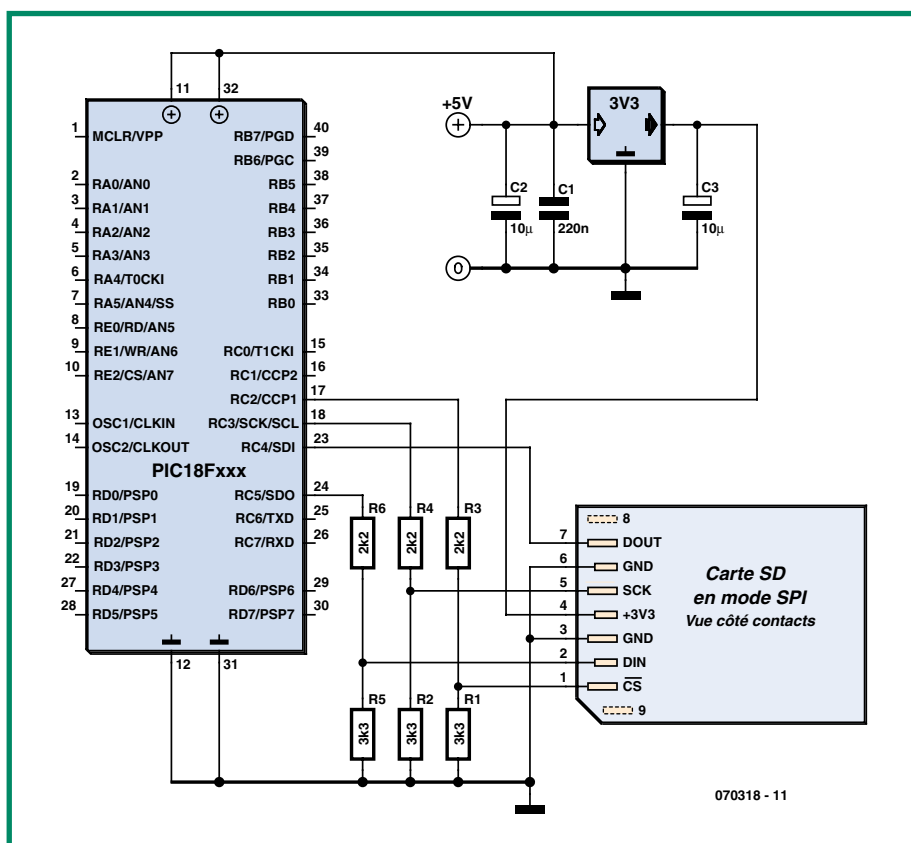 11
32
1
MCLR/VPP
RB7/PGD
40
RB6/PGC
39
2
RA0/AN0
RB5
38
3
RA1/AN1
RB4
37
4
RA2/AN2
RB3
36
5
RA3/AN3
RB2
35
6
RA4/T0CKI
RB1
34
7
RA5/AN4/SS
RB0
33
8
RE0/RD/AN5
9
RE1/WR/AN6
RC0/T1CKI
15
10
RE2/CS/AN7
RC1/CCP2
16
RC2/CCP1
17
13
OSC1/CLKIN
RC3/SCK/SCL
18
14
OSC2/CLKOUT
RC4/SDI
23
PIC18Fxxx
19
RD0/PSP0
RC5/SDO
24
20
RD1/PSP1
RC6/TXD
25
21
RD2/PSP2
RC7/RXD
26
22
RD3/PSP3
27
RD4/PSP4
RD6/PSP6
29
28
RD5/PSP5
RD7/PSP7
30
12
31
+5V
3V3
C2
10µ
C1
220n
C3
10µ
0
R6
2k2
R4
2k2
R3
2k2
R5
3k3
R2
3k3
R1
3k3
8
7
DOUT
6
GND
5
SCK
4
+3V3
3
GND
2
DIN
1
CS
9
Carte SD
en mode SPI
Vue côté contacts
070318 - 11